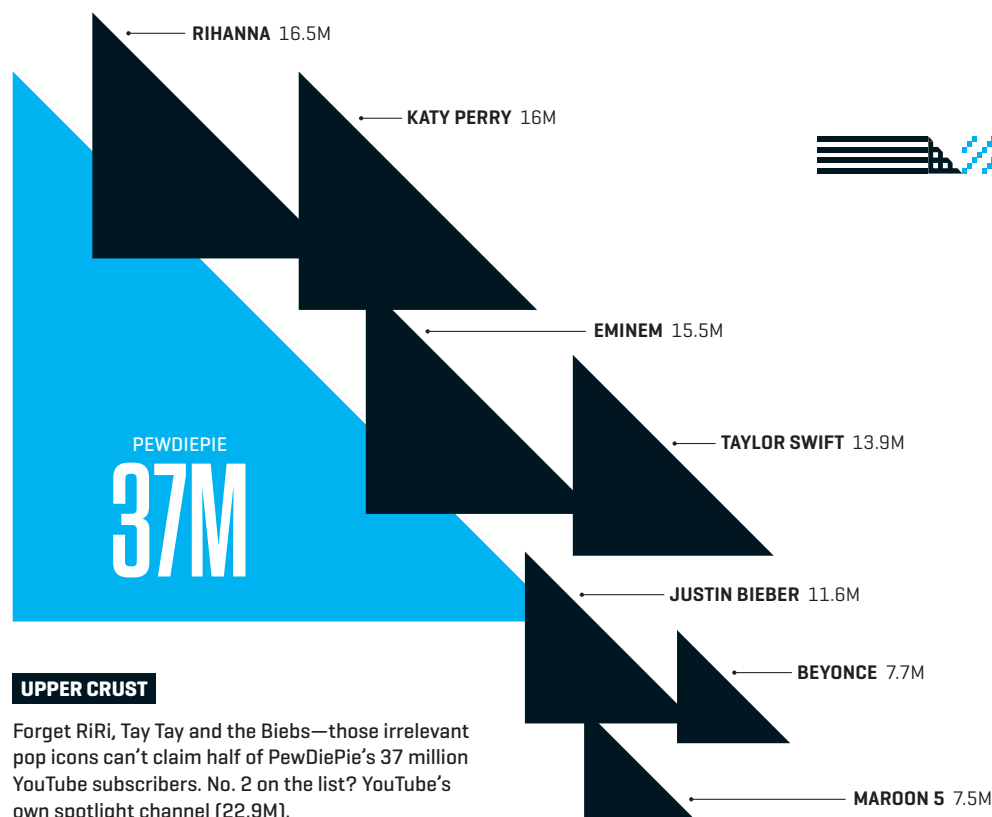 RIHANNA 16.5M
KATY PERRY 16M
EMINEM 15.5M
TAYLOR SWIFT 13.9M
PEWDIEPIE
37M
JUSTIN BIEBER 11.6M
BEYONCE 7.7M
MAROON 5 7.5M
UPPER CRUST
Forget RiRi, Tay Tay and the Biebs—those irrelevant
pop icons can’t claim half of PewDiePie’s 37 million
YouTube subscribers. No. 2 on the list? YouTube’s
own spotlight channel (22.9M).